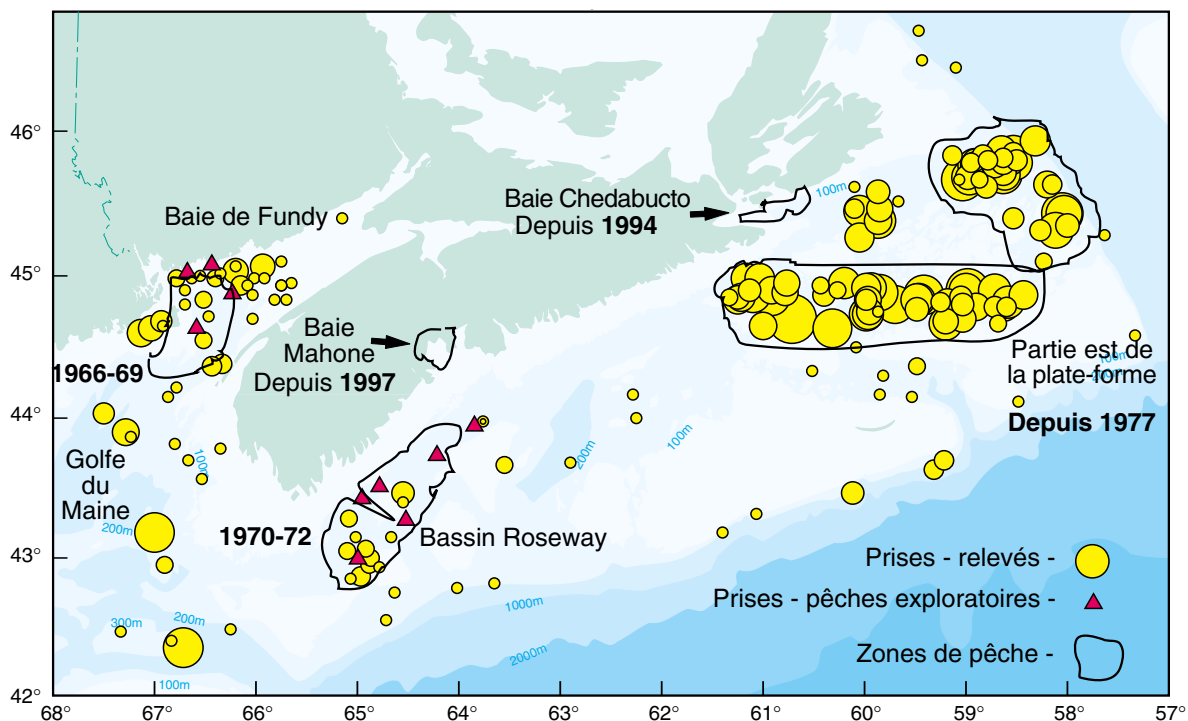 46°
45°
44°
43°
42°
68°
67°
66°
65°
64°
63°
62°
61°
60°
59°
58°
57°
Baie de Fundy
Baie Chedabucto
Depuis 1994
100m
Baie
Mahone
Depuis 1997
1966-69
Golfe
du
Maine
100m
200m
1970-72
Bassin Roseway
200m
100m
Partie est de
la plate-forme
Depuis 1977
100m
200m
300m
200m
100m
1000m
2000m
Prises - relevés -
Prises - pêches exploratoires -
Zones de pêche -